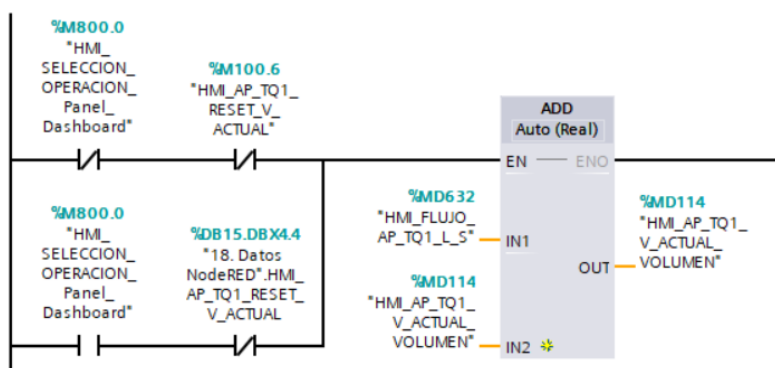 %M800.0
"HMI_
SELECCION_
OPERACION_
Panel_
Dashboard"
%M100.6
"HMI_AP_TQ1_
RESET_V_
ACTUAL"
ADD
Auto (Real)
EN
ENO
%MD632
"HMI_FLUJO_
AP_TQ1_L_S"
IN1
%MD114
"HMI_AP_TQ1_
V_ACTUAL_
VOLUMEN"
OUT
%MD114
"HMI_AP_TQ1_
V_ACTUAL_
VOLUMEN"
IN2
%M800.0
"HMI_
SELECCION_
OPERACION_
Panel_
Dashboard"
%DB15.DBX4.4
"18. Datos
NodeRED".HMI_
AP_TQ1_RESET_
V_ACTUAL